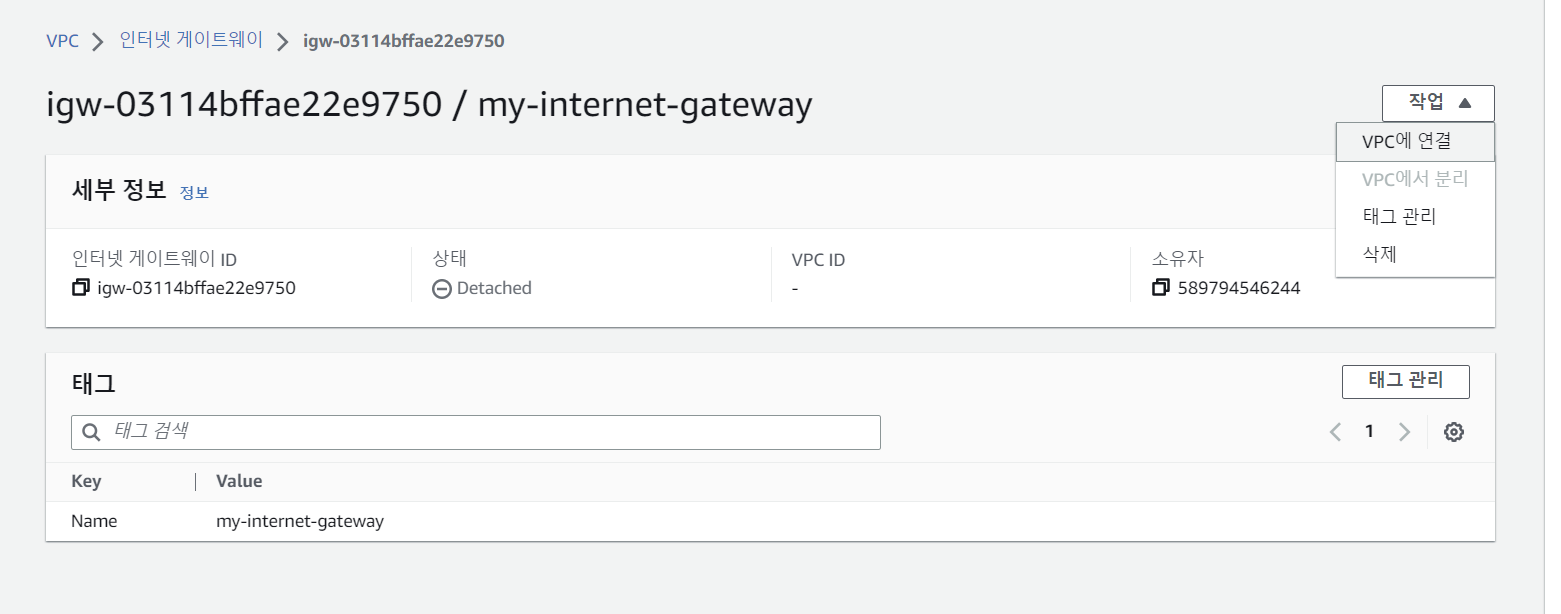 VPC > 인터넷 게이트웨이 > igw-03114bffae22e9750
igw-03114bffae22e9750 / my-internet-gateway
작업
VPC에 연결
VPC에서 분리
태그 관리
삭제
세부 정보 정보
인터넷 게이트웨이 ID
igw-03114bffae22e9750
상태
Detached
VPC ID
-
소유자
589794546244
태그
태그 관리
태그 검색
1
Key Value
Name my-internet-gateway